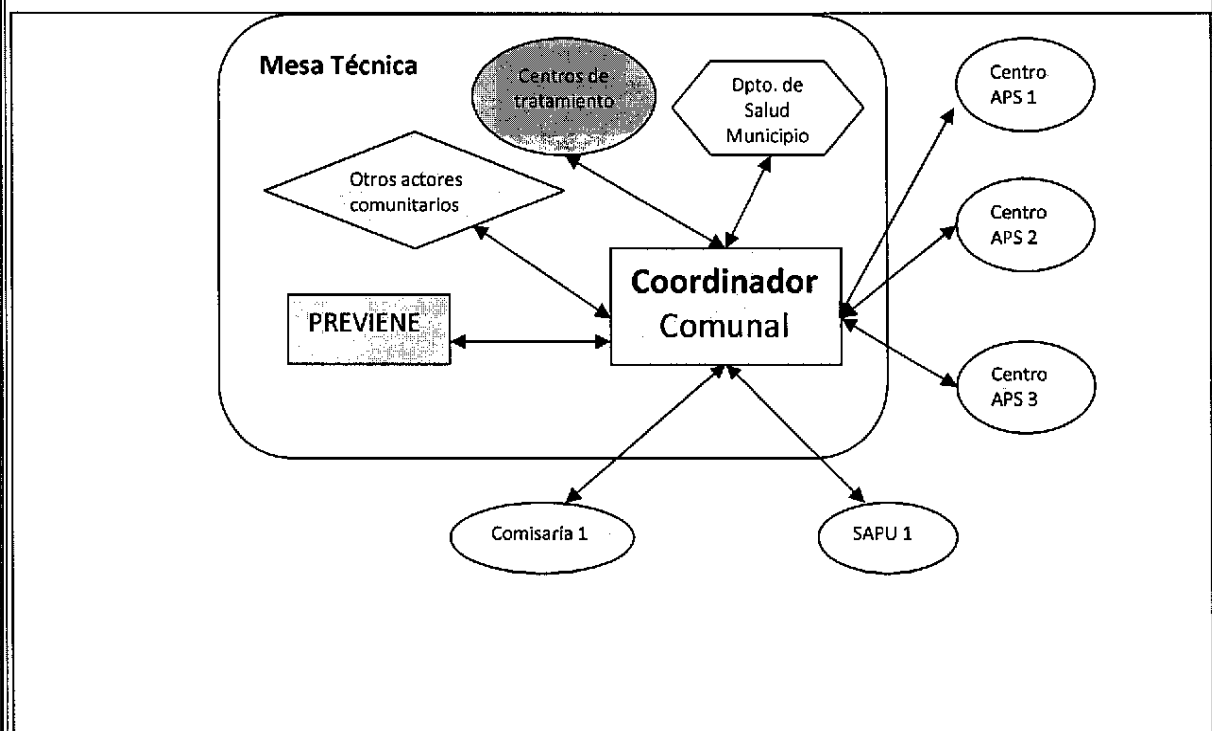 Mesa Técnica
Centros de
tratamiento
Dpto. de
Salud
Municipio
Centro
APS 1
Otros actores
comunitarios
Centro
APS 2
Coordinador
Comunal
PREVIENE
Centro
APS 3
Comisaría 1
SAPU 1